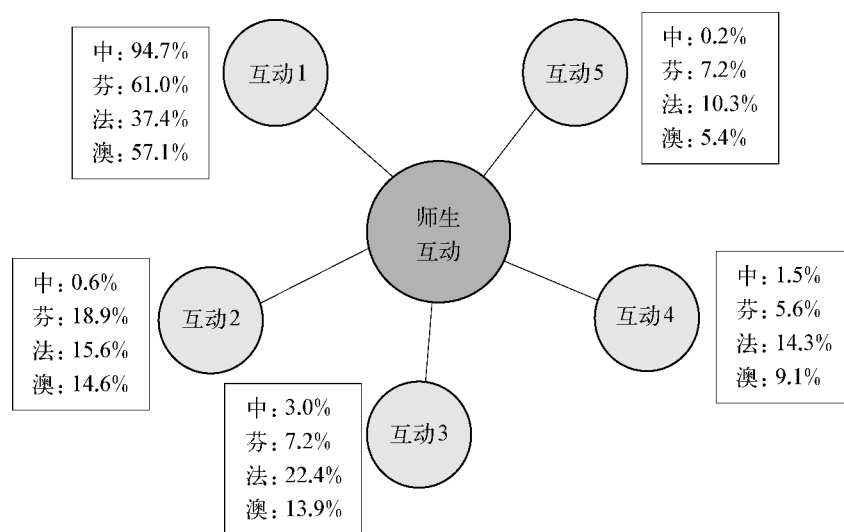 中: 94.7%
芬: 61.0%
法: 37.4%
澳: 57.1%
互动1
互动5
中: 0.2%
芬: 7.2%
法: 10.3%
澳: 5.4%
师生
互动
中: 0.6%
芬: 18.9%
法: 15.6%
澳: 14.6%
互动2
互动4
中: 1.5%
芬: 5.6%
法: 14.3%
澳: 9.1%
中: 3.0%
芬: 7.2%
法: 22.4%
澳: 13.9%
互动3